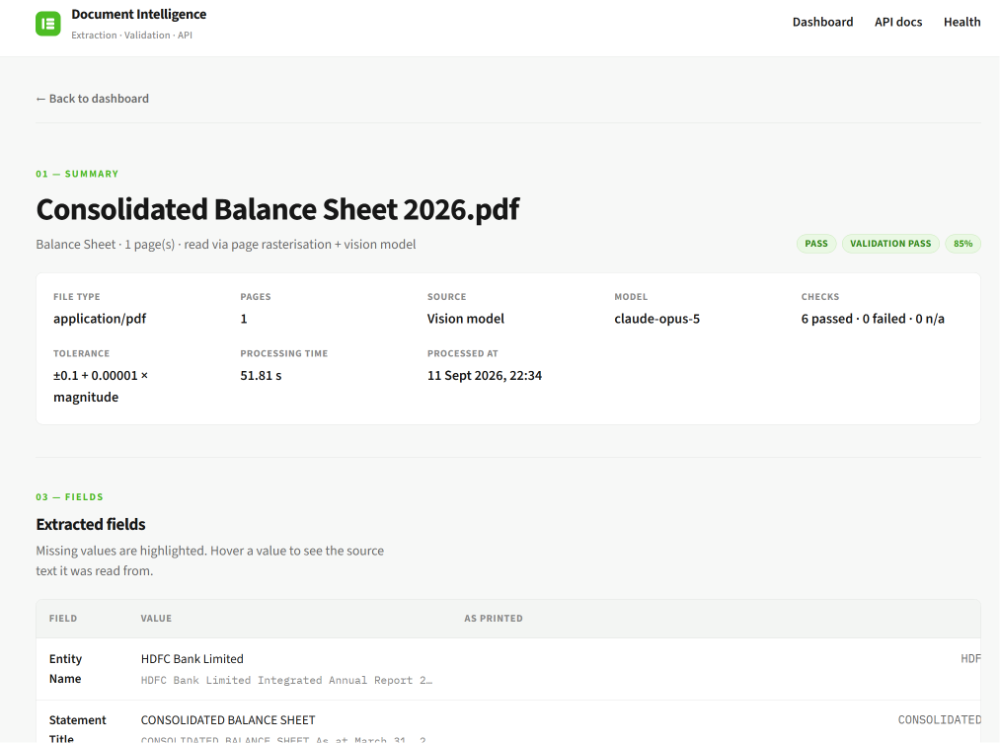 Document Intelligence
Extraction · Validation · API
Dashboard API docs Health
← Back to dashboard
01 — SUMMARY
Consolidated Balance Sheet 2026.pdf
Balance Sheet · 1 page(s) · read via page rasterisation + vision model
PASS VALIDATION PASS 85%
FILE TYPE PAGES SOURCE MODEL CHECKS
application/pdf 1 Vision model claude-opus-5 6 passed · 0 failed · 0 n/a
TOLERANCE PROCESSING TIME PROCESSED AT
±0.1 + 0.00001 × 51.81 s 11 Sept 2026, 22:34
magnitude
03 — FIELDS
Extracted fields
Missing values are highlighted. Hover a value to see the source
text it was read from.
FIELD VALUE AS PRINTED
Entity HDFC Bank Limited HDF
Name HDFC Bank Limited Integrated Annual Report 2…
Statement CONSOLIDATED BALANCE SHEET CONSOLIDATED
Title CONSOLIDATED BALANCE SHEET As at March 31, 2